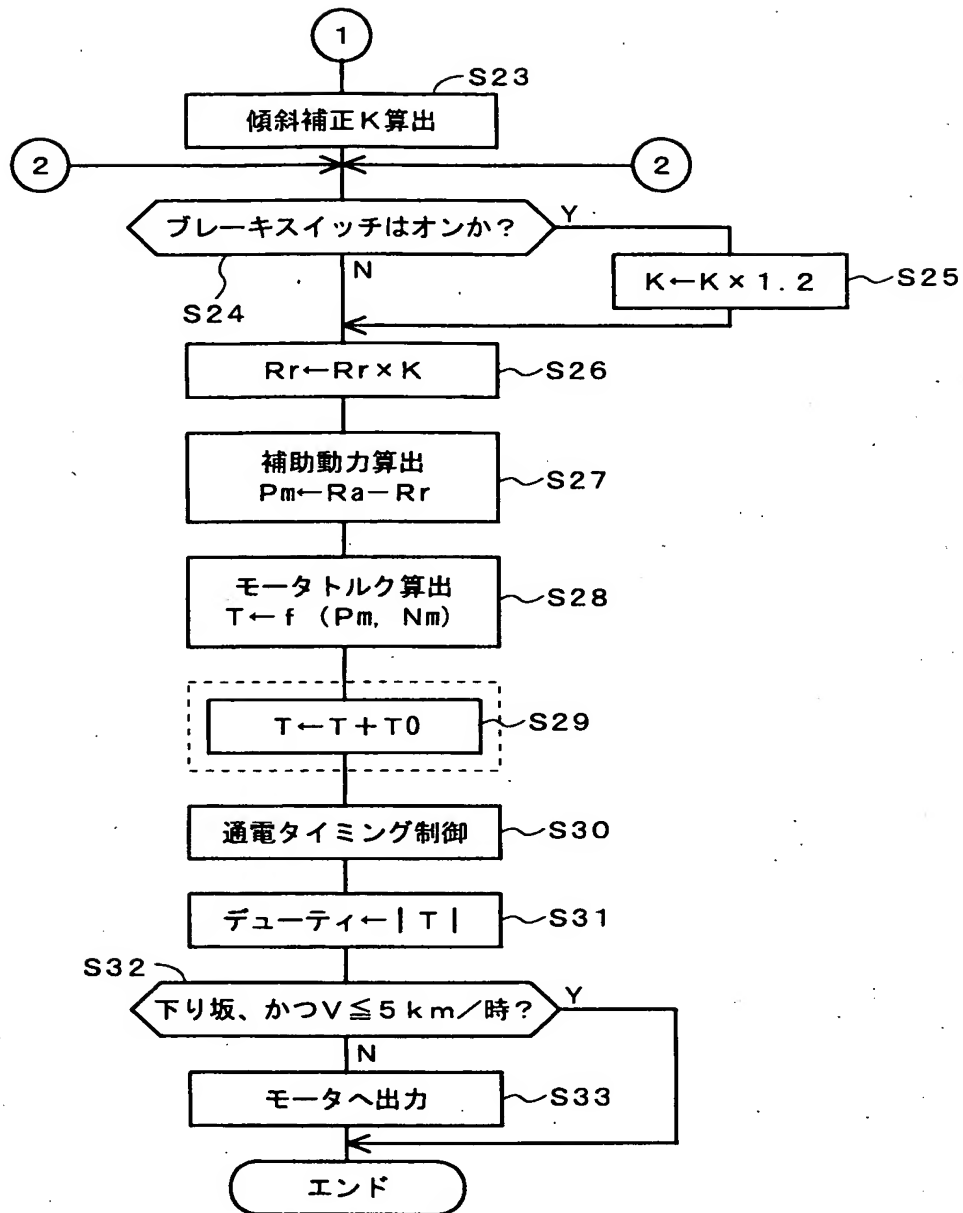 1
S23
傾斜補正K算出
2
2
ブレーキスイッチはオンか?
Y
N
S24
K←K×1.2
S25
Rr←Rr×K
S26
補助動力算出
Pm←Ra−Rr
S27
モータトルク算出
T←f (Pm, Nm)
S28
T←T+T0
S29
通電タイミング制御
S30
デューティ←|T|
S31
S32
下り坂、かつV≦5km/時?
Y
N
モータへ出力
S33
エンド